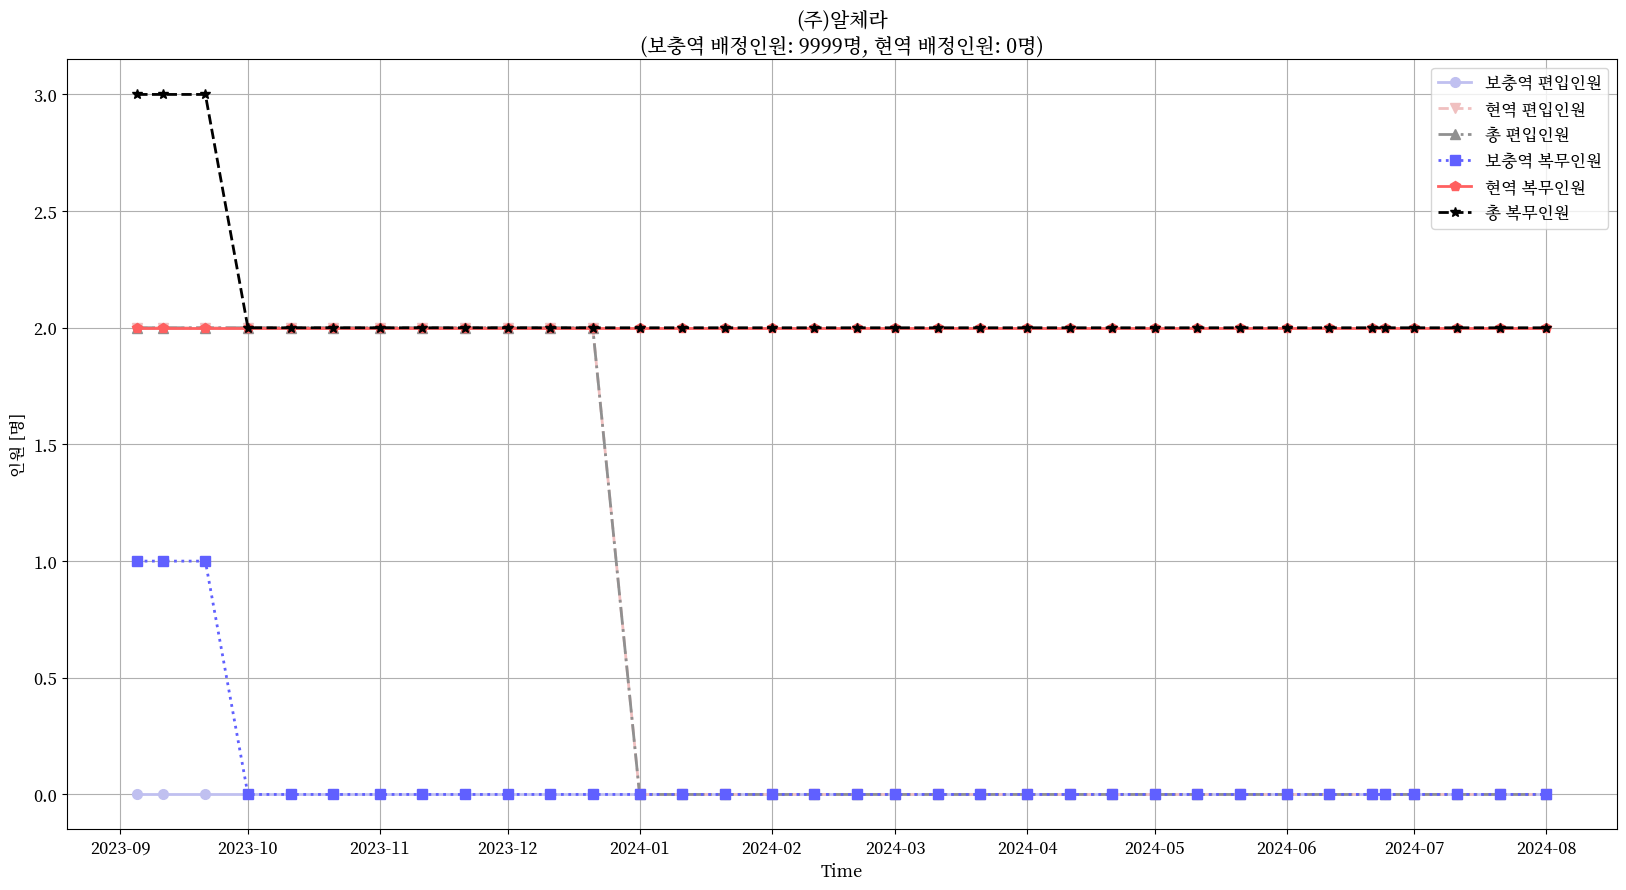 (주)알체라
(보충역 배정인원: 9999명, 현역 배정인원: 0명)
보충역 편입인원
현역 편입인원
총 편입인원
보충역 복무인원
현역 복무인원
총 복무인원
인원 [명]
3.0
2.5
2.0
1.5
1.0
0.5
0.0
2023-09 2023-10 2023-11 2023-12 2024-01 2024-02 2024-03 2024-04 2024-05 2024-06 2024-07 2024-08
Time